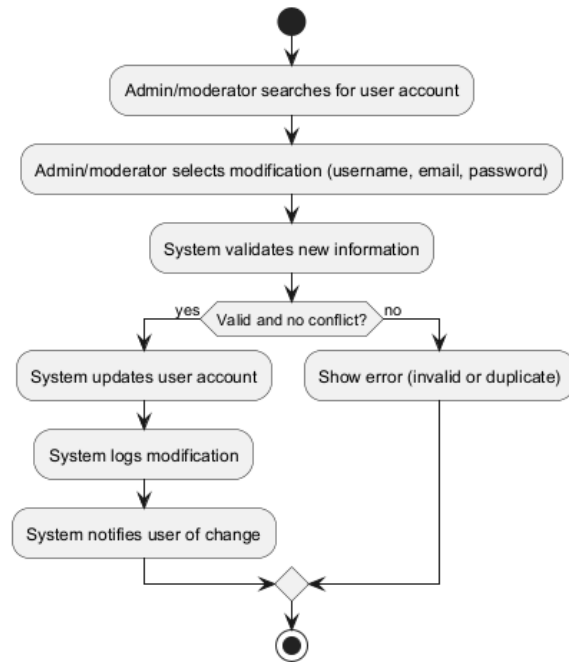 Admin/moderator searches for user account
Admin/moderator selects modification (username, email, password)
System validates new information
yes
Valid and no conflict?
no
System updates user account
Show error (invalid or duplicate)
System logs modification
System notifies user of change